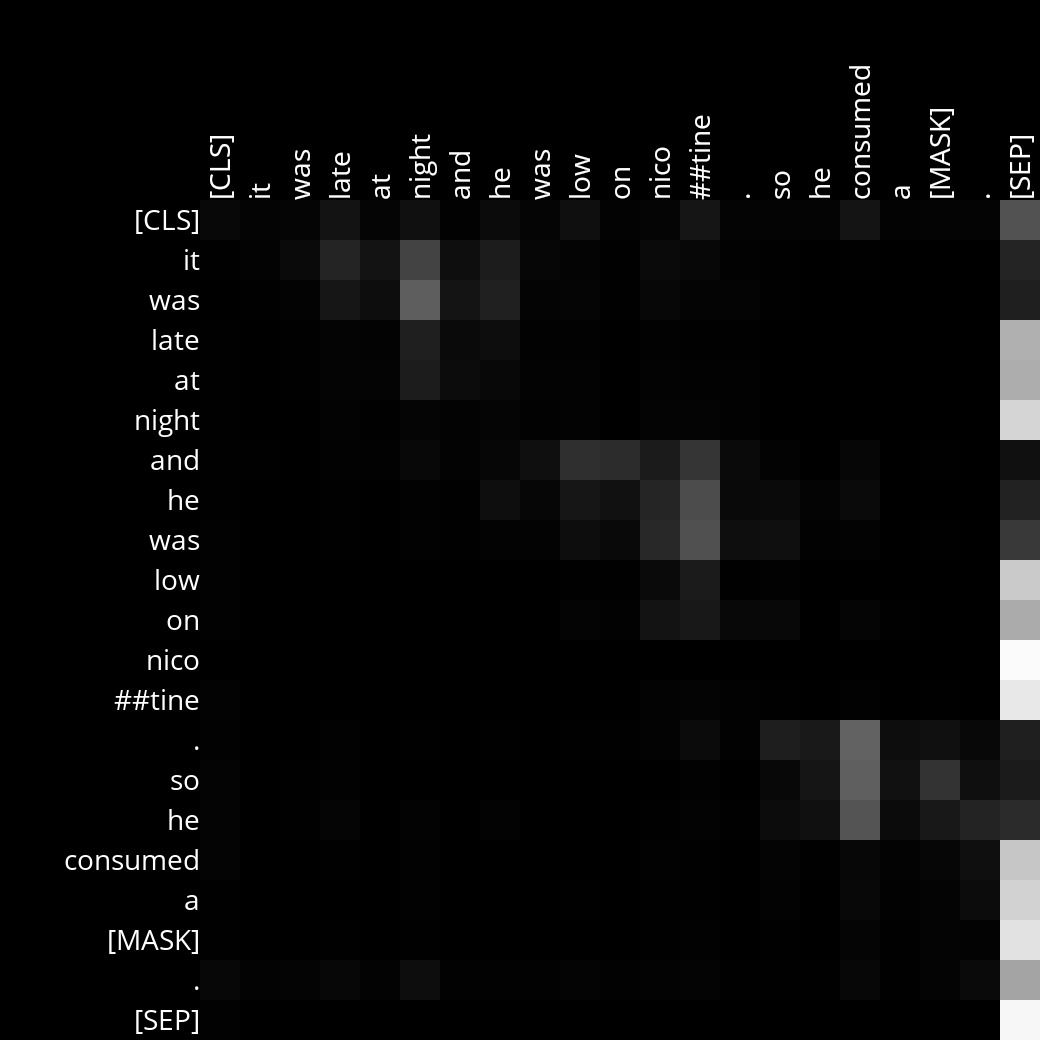 [CLS] it was late at night and he was low on nico ##tine . so he consumed a [MASK] . [SEP]
[CLS]
it
was
late
at
night
and
he
was
low
on
nico
##tine
.
so
he
consumed
a
[MASK]
.
[SEP]